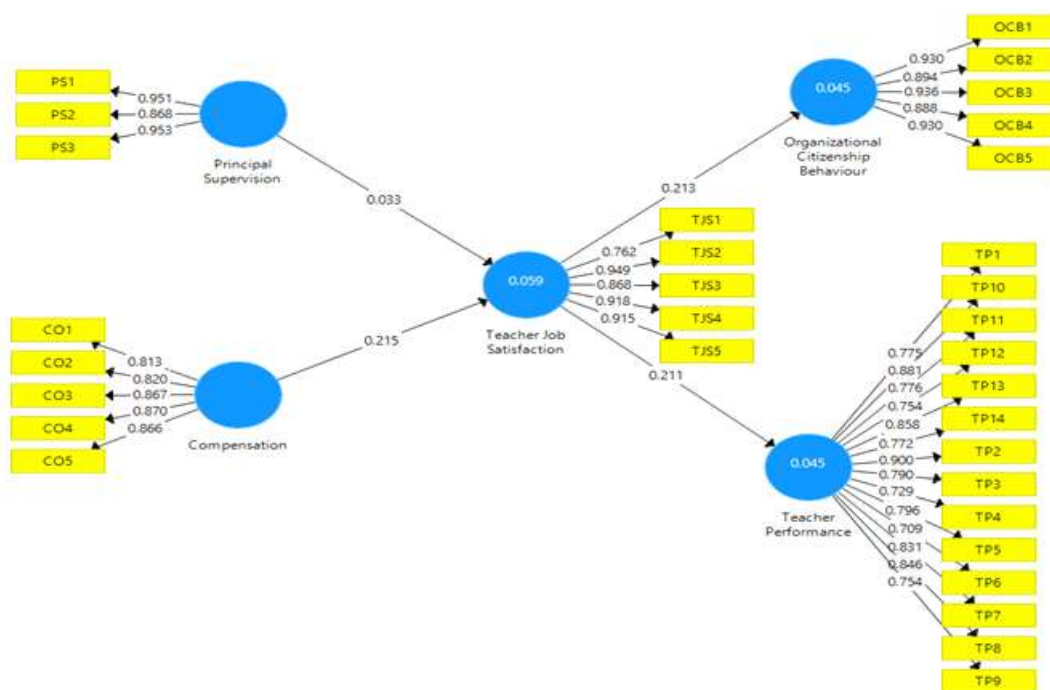 PS1
PS2
PS3
0.951
0.868
0.953
Principal
Supervision
0.033
CO1
CO2
CO3
CO4
CO5
0.813
0.820
0.867
0.870
0.866
Compensation
0.215
0.059
Teacher Job
Satisfaction
0.762
0.949
0.868
0.918
0.915
TJS1
TJS2
TJS3
TJS4
TJS5
0.213
0.045
Organizational
Citizenship
Behaviour
0.930
0.894
0.936
0.888
0.930
OCB1
OCB2
OCB3
OCB4
OCB5
0.211
0.045
Teacher
Performance
0.775
0.881
0.776
0.754
0.858
0.772
0.900
0.790
0.729
0.796
0.709
0.831
0.846
0.754
TP1
TP10
TP11
TP12
TP13
TP14
TP2
TP3
TP4
TP5
TP6
TP7
TP8
TP9